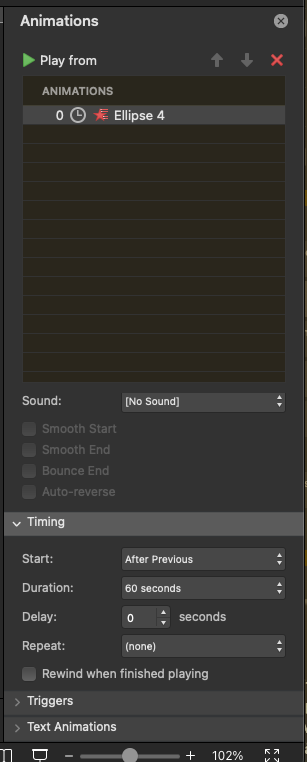 Animations
Play from
ANIMATIONS
0 Ellipse 4
Sound: [No Sound]
Smooth Start
Smooth End
Bounce End
Auto-reverse
Timing
Start: After Previous
Duration: 60 seconds
Delay: 0 seconds
Repeat: (none)
Rewind when finished playing
Triggers
Text Animations
102%